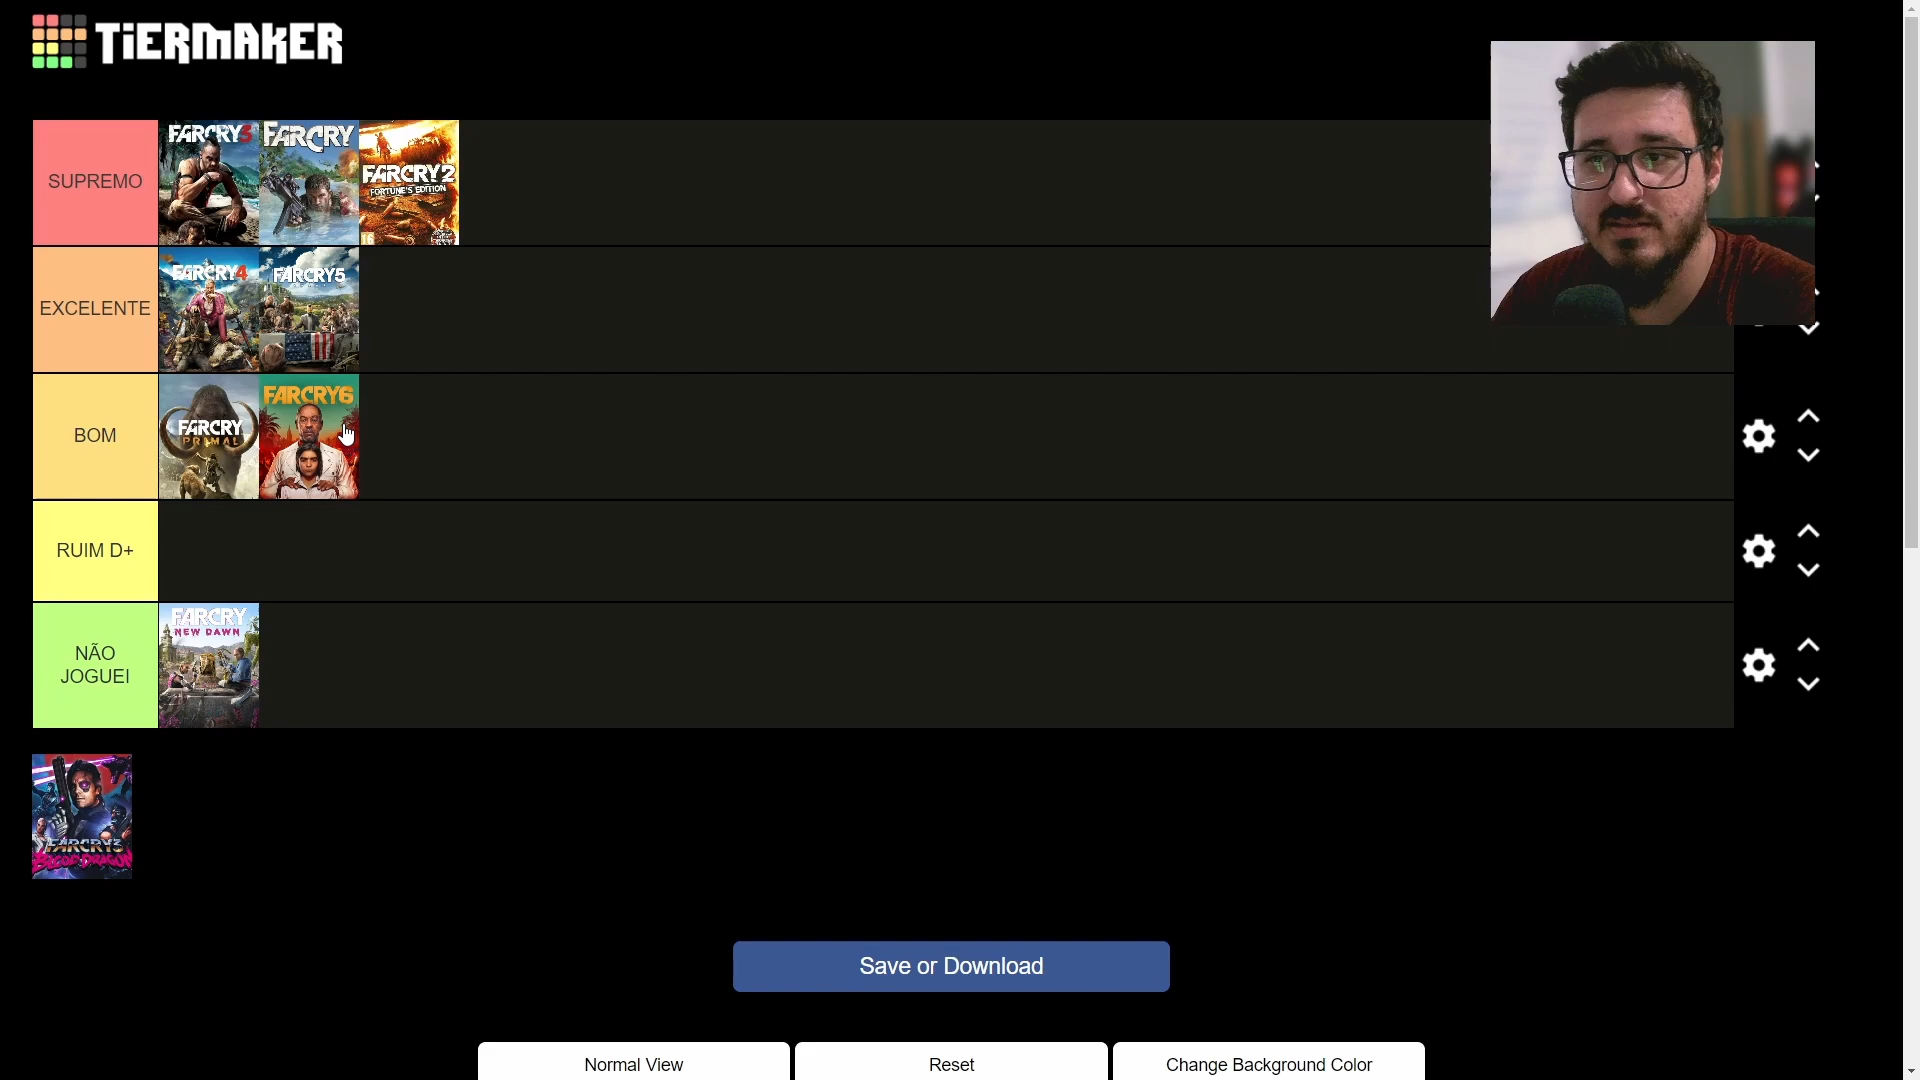 TiERMAKER
SUPREMO
FARCRY3
FARCRY
FARCRY2
FORTUNE'S EDITION
16
EXCELENTE
FARCRY4
FARCRY5
BOM
FARCRY
PRIMAL
FARCRY6
RUIM D+
NÃO
JOGUEI
FARCRY
NEW DAWN
FARCRY3
BLOOD DRAGON
Save or Download
Normal View
Reset
Change Background Color